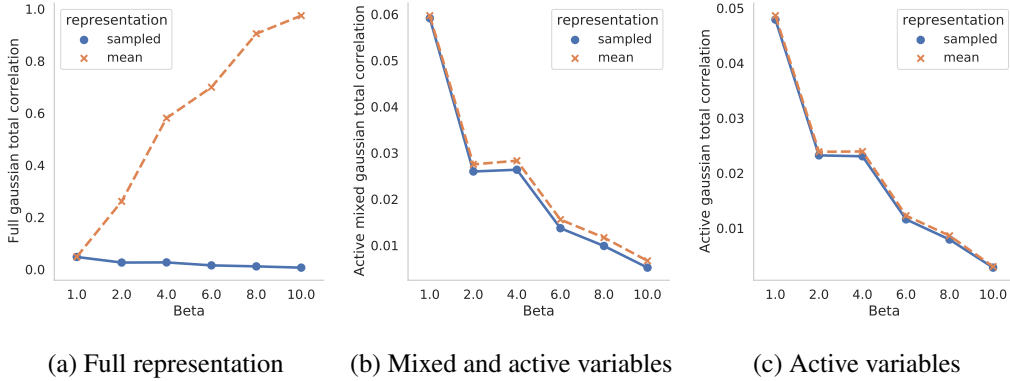 Full gaussian total correlation
1.0
0.8
0.6
0.4
0.2
0.0
representation
sampled
mean
1.0 2.0 4.0 6.0 8.0 10.0
Beta
(a) Full representation
Active mixed gaussian total correlation
0.06
0.05
0.04
0.03
0.02
0.01
representation
sampled
mean
1.0 2.0 4.0 6.0 8.0 10.0
Beta
(b) Mixed and active variables
Active gaussian total correlation
0.05
0.04
0.03
0.02
0.01
representation
sampled
mean
1.0 2.0 4.0 6.0 8.0 10.0
Beta
(c) Active variables